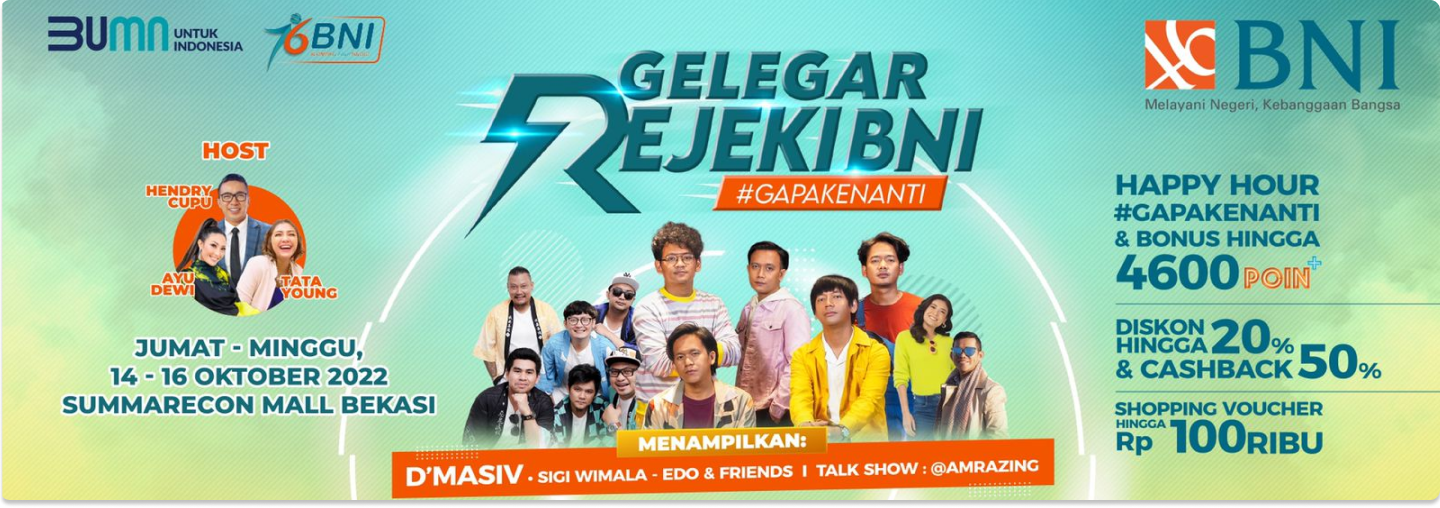 BUMN UNTUK
INDONESIA
76 BNI
BNI
Melayani Negeri, Kebanggaan Bangsa
GELEGAR
REJEKI BNI
#GAPAKENANTI
HOST
HENDRY
CUPU
AYU
DEWI
TATA
YOUNG
JUMAT - MINGGU,
14 - 16 OKTOBER 2022
SUMMARECON MALL BEKASI
HAPPY HOUR
#GAPAKENANTI
& BONUS HINGGA
4600 POIN+
DISKON
HINGGA 20%
& CASHBACK 50%
SHOPPING VOUCHER
HINGGA
Rp 100RIBU
MENAMPILKAN:
D'MASIV • SIGI WIMALA - EDO & FRIENDS I TALK SHOW : @AMRAZING